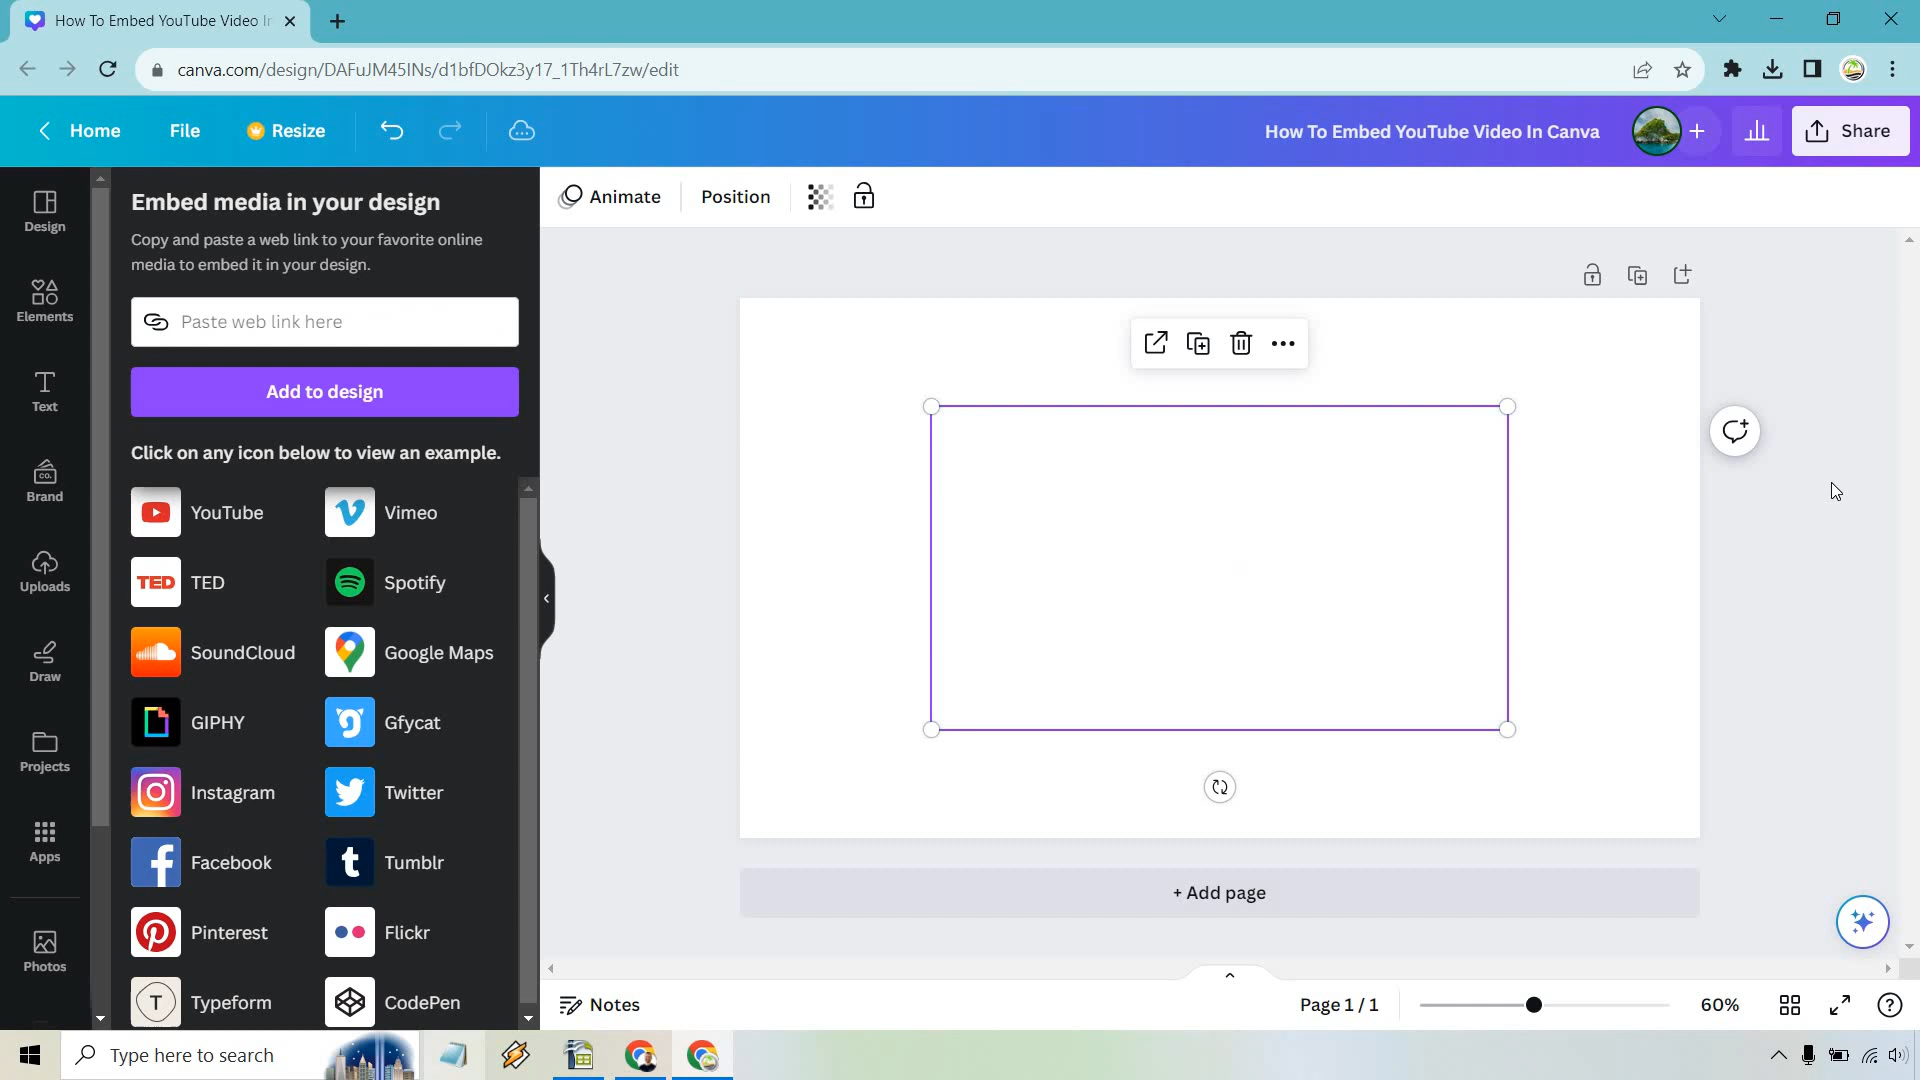 How To Embed YouTube Video In
canva.com/design/DAFuJM45INs/d1bfDOkz3y17_1Th4rL7zw/edit
Home
File
Resize
How To Embed YouTube Video In Canva
Share
Design
Elements
Text
CO.
Brand
Uploads
Draw
Projects
Apps
Photos
Embed media in your design
Copy and paste a web link to your favorite online
media to embed it in your design.
Paste web link here
Add to design
Click on any icon below to view an example.
YouTube
Vimeo
TED
TED
Spotify
SoundCloud
Google Maps
GIPHY
Gfycat
Instagram
Twitter
Facebook
Tumblr
Pinterest
Flickr
T
Typeform
CodePen
Animate
Position
+ Add page
Notes
Page 1 / 1
60%
Type here to search